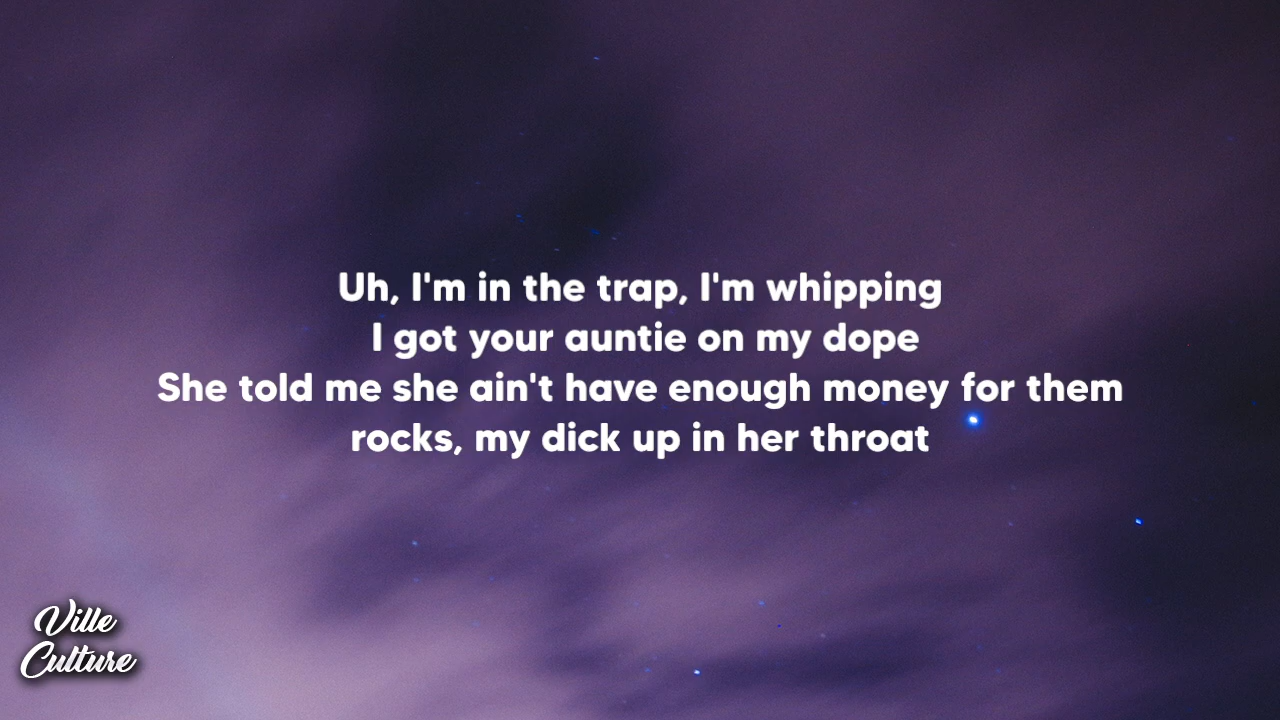 Uh, I'm in the trap, I'm whipping
I got your auntie on my dope
She told me she ain't have enough money for them
rocks, my dick up in her throat
Ville
Culture